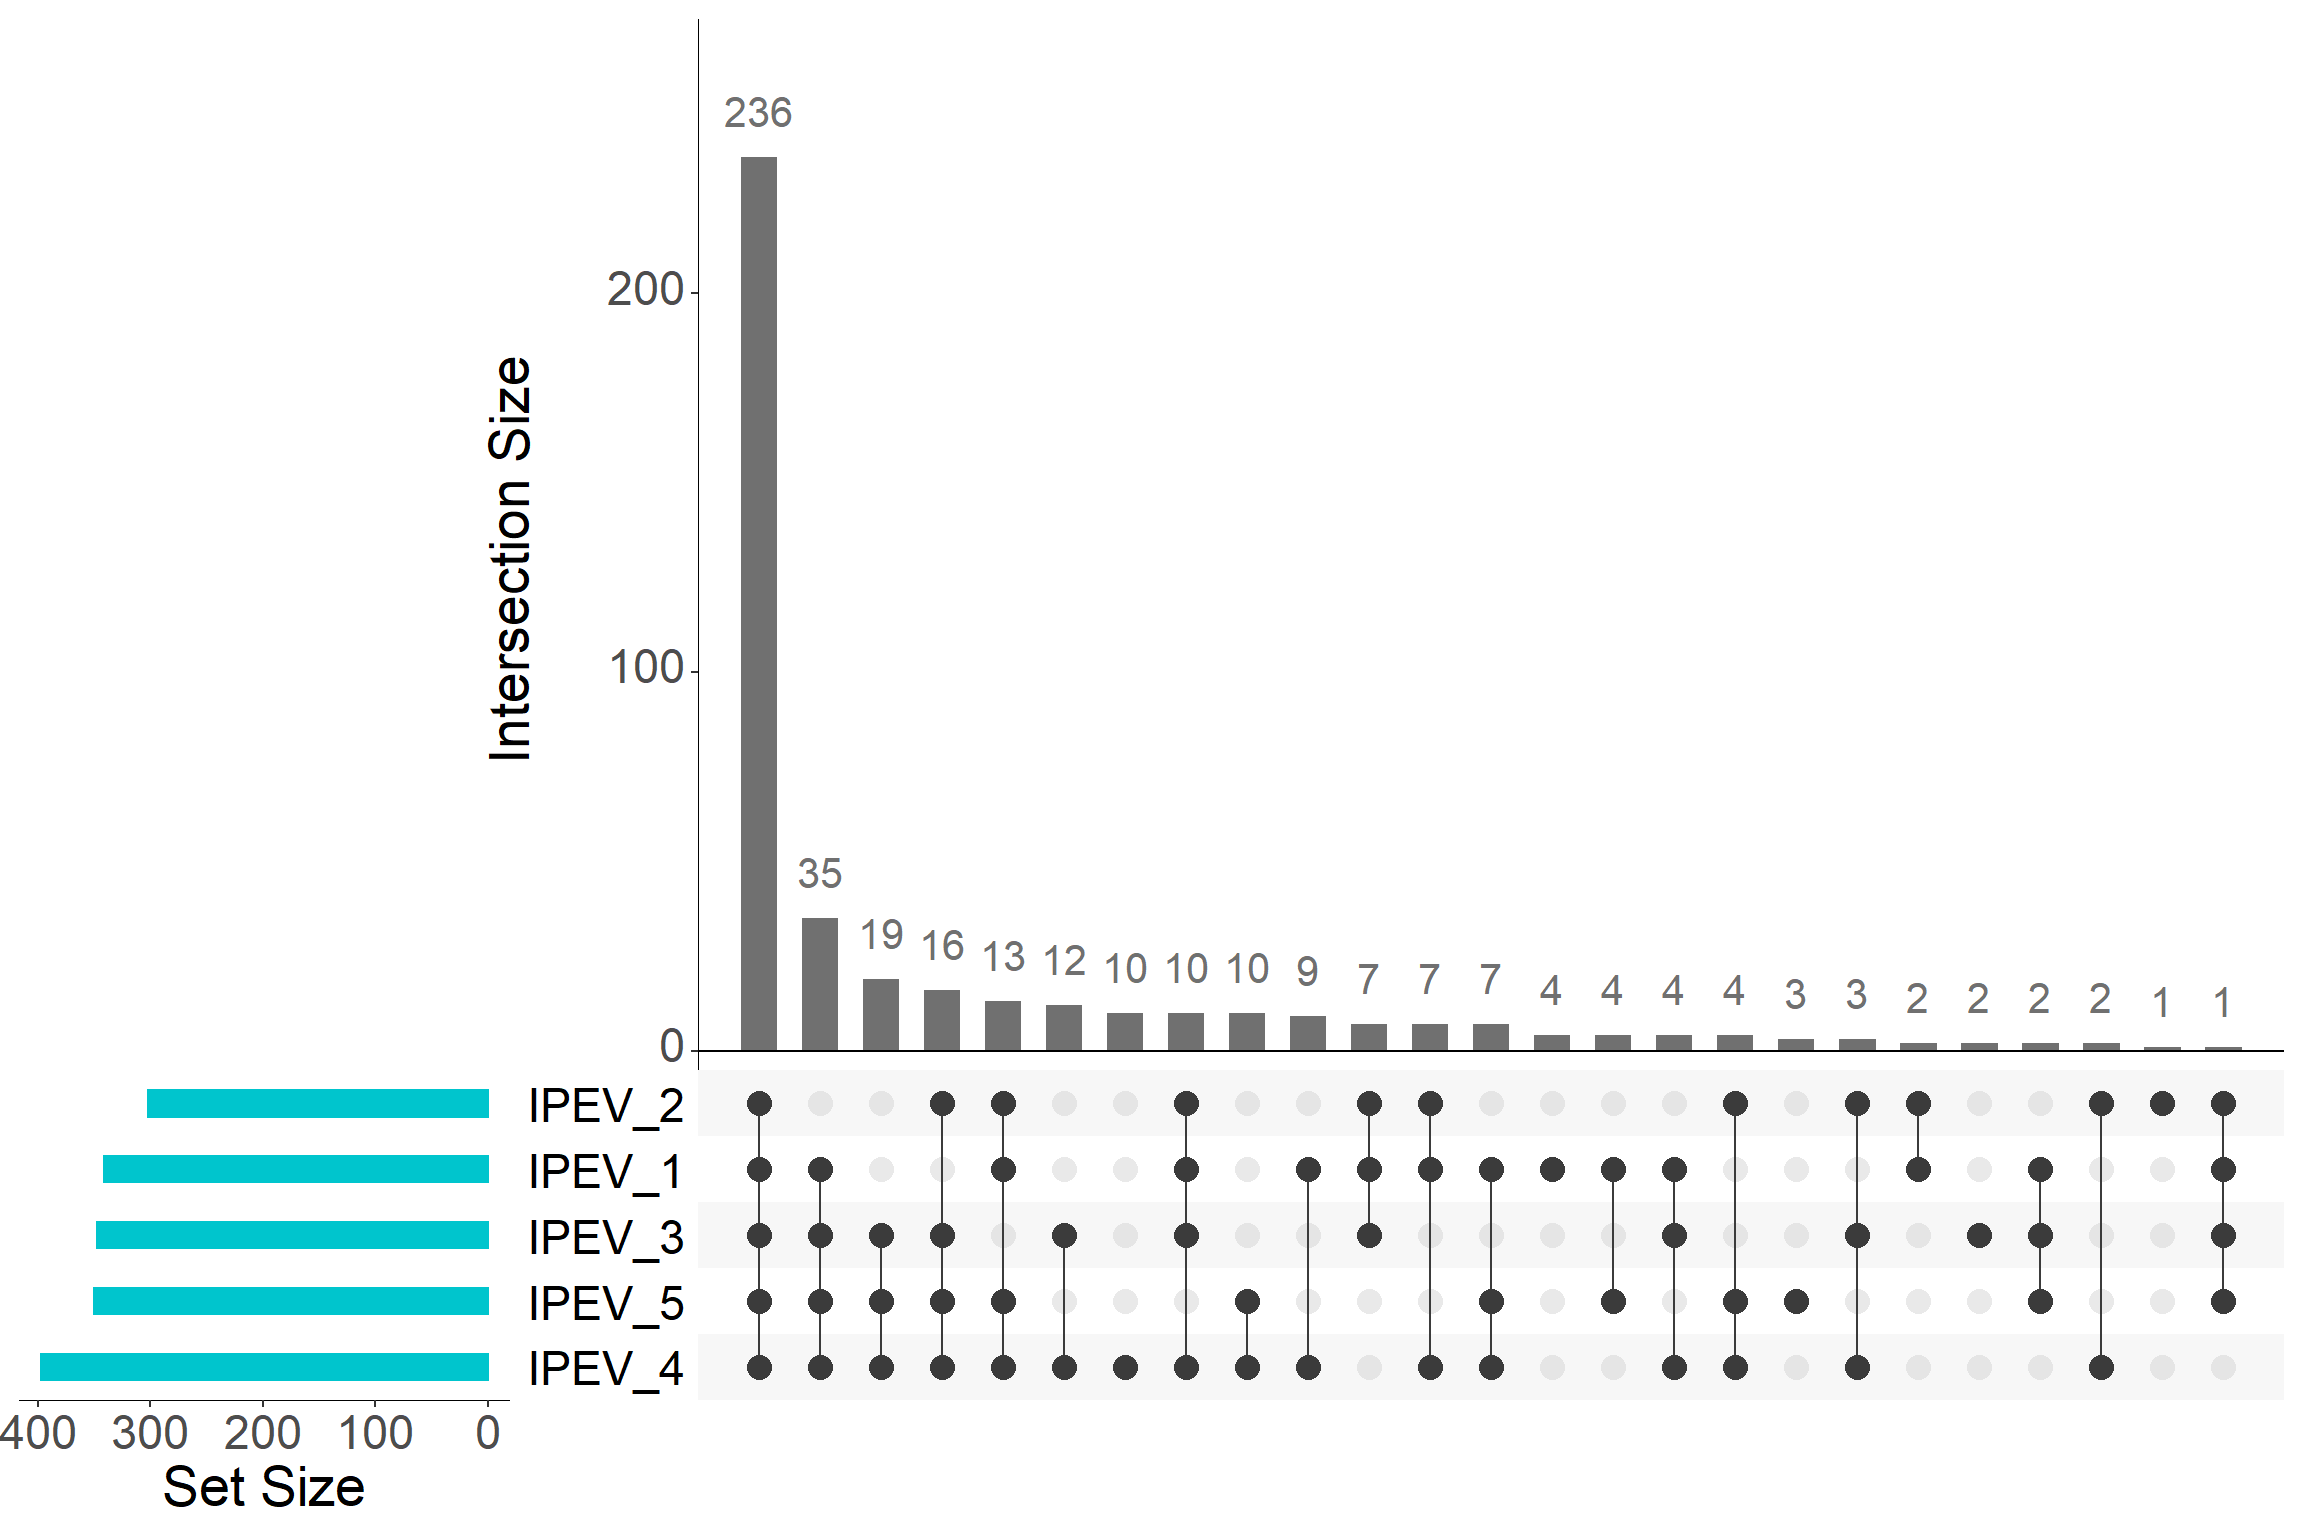 236
200
Intersection Size
100
35
19 16 13 12 10 10 10 9 7 7 7 4 4 4 4 3 3 2 2 2 2 1 1
0
IPEV_2
IPEV_1
IPEV_3
IPEV_5
IPEV_4
400 300 200 100 0
Set Size